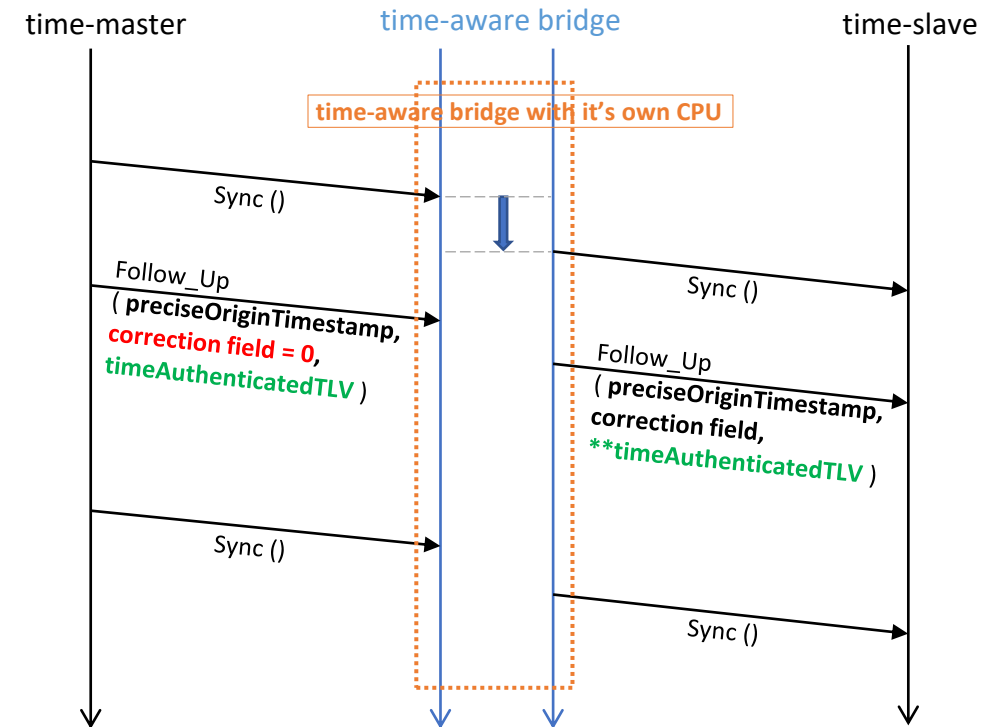 time-master
time-aware bridge
time-slave
time-aware bridge with it's own CPU
Sync ()
Sync ()
Follow_Up
( preciseOriginTimestamp,
correction field = 0,
timeAuthenticatedTLV )
Follow_Up
( preciseOriginTimestamp,
correction field,
**timeAuthenticatedTLV )
Sync ()
Sync ()